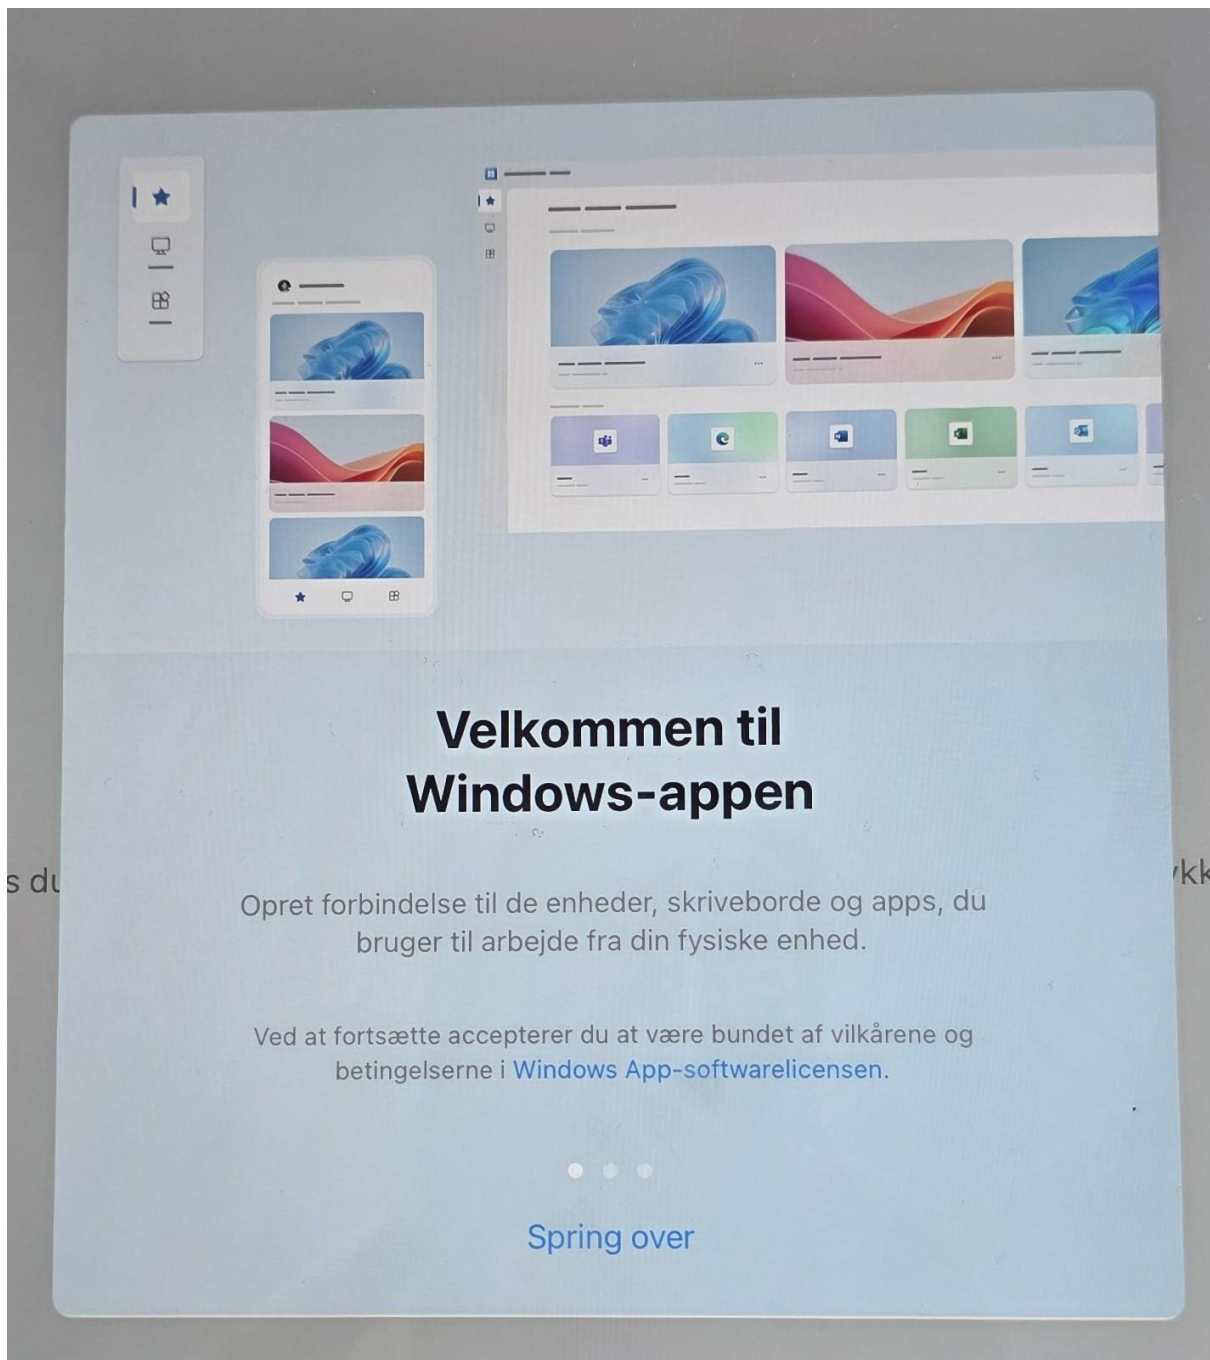 Velkommen til
Windows-appen
s du
Opret forbindelse til de enheder, skriveborde og apps, du
bruger til arbejde fra din fysiske enhed.
Ved at fortsætte accepterer du at være bundet af vilkårene og
betingelserne i Windows App-softwarelicensen.
Spring over